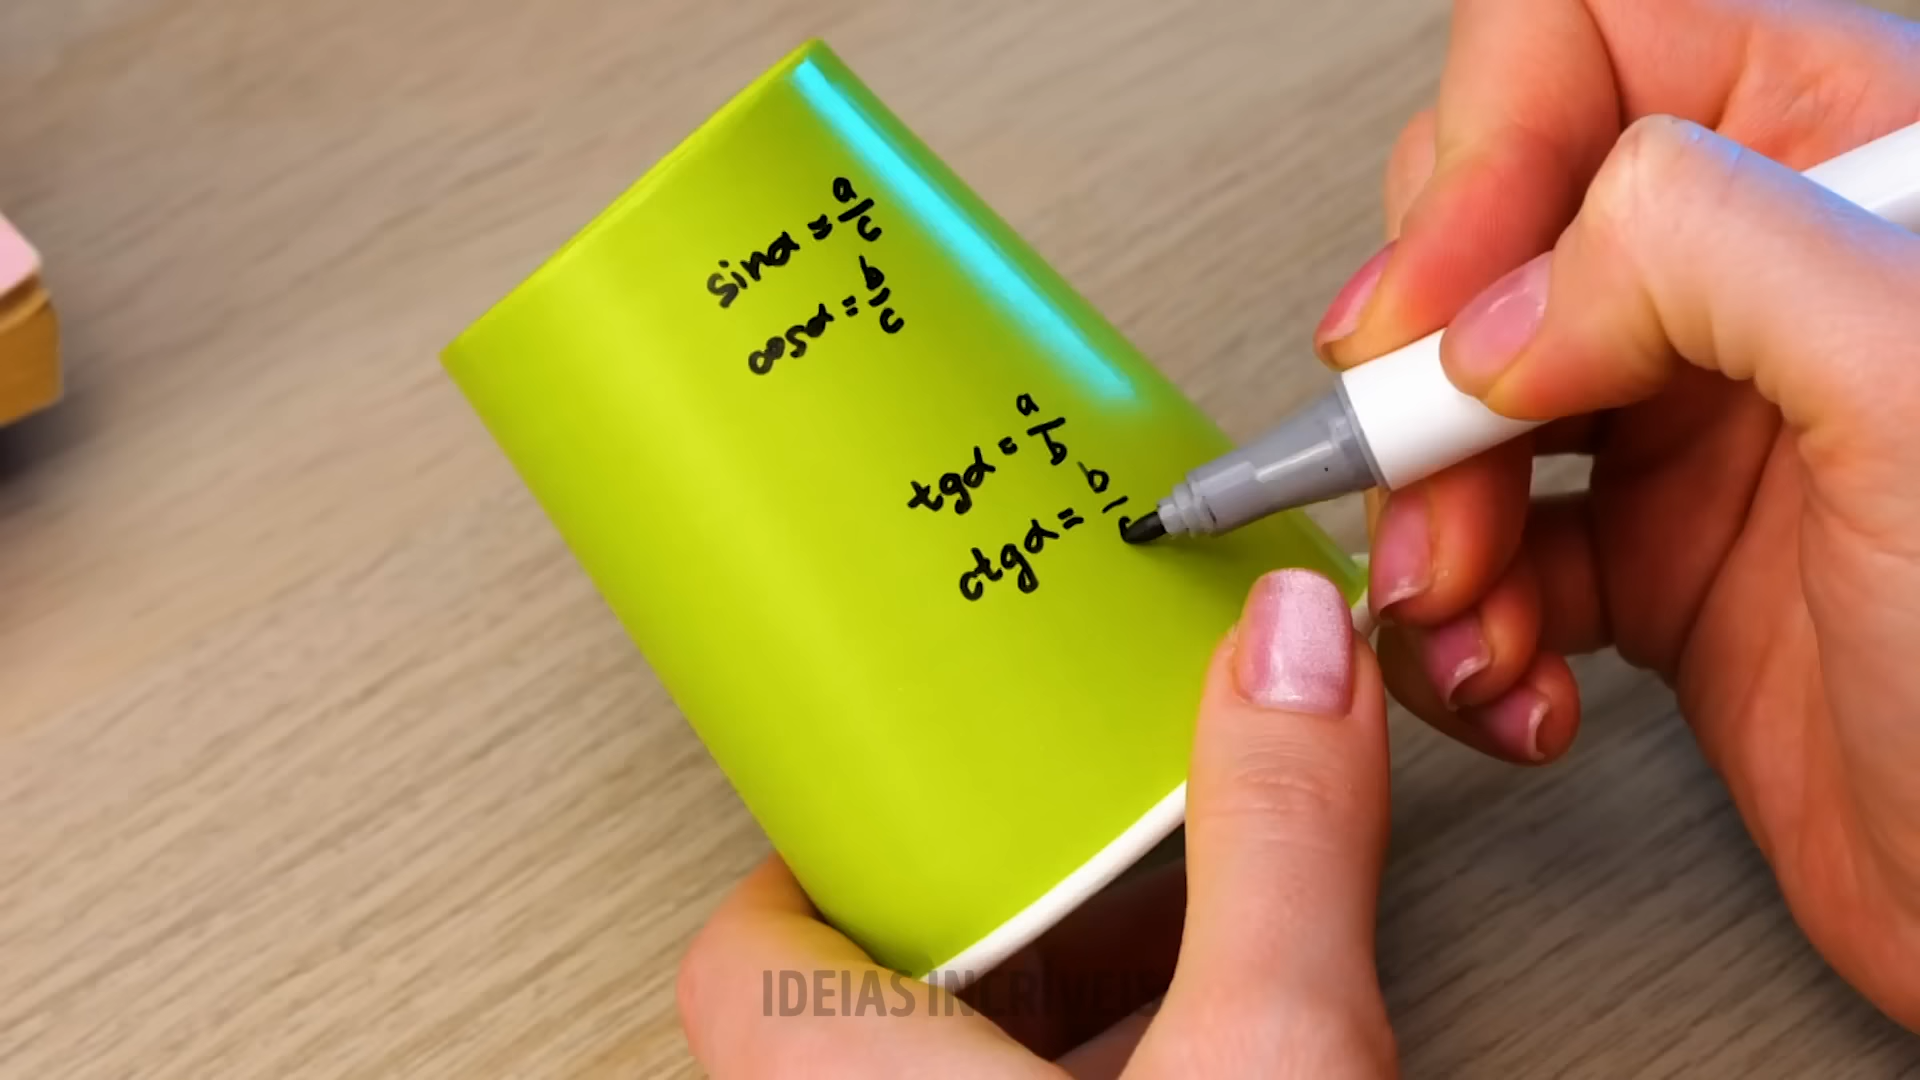 sinα = a/c
cosα = b/c
tgα = a/b
ctgα = b/
IDEIAS INCRÍVEIS